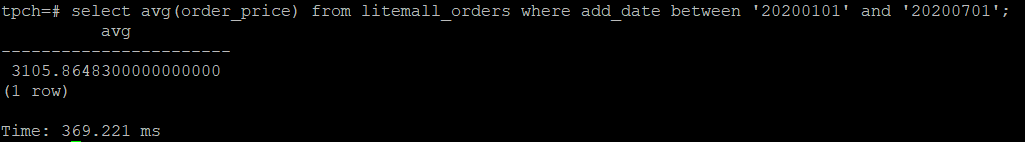 tpch=# select avg(order_price) from litemall_orders where add_date between '20200101' and '20200701';
avg
-----------------------
3105.8648300000000000
(1 row)
Time: 369.221 ms